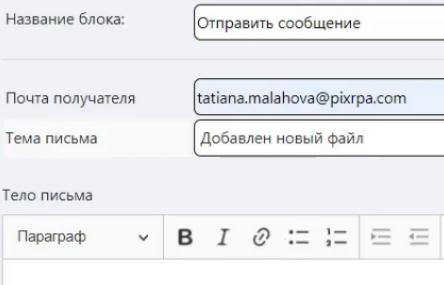 Название блока: Отправить сообщение
Почта получателя tatiana.malahova@pixrpa.com
Тема письма Добавлен новый файл
Тело письма
Параграф B I